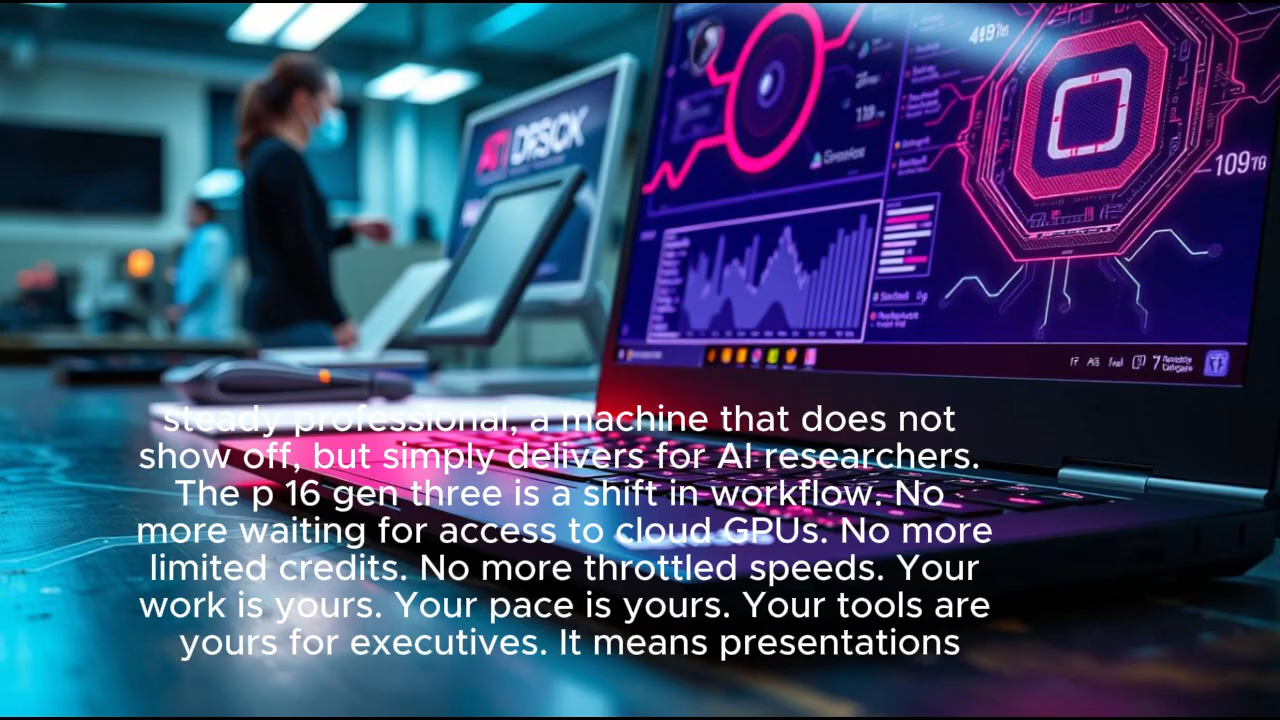 DFSCK
109
steady professional, a machine that does not
show off, but simply delivers for AI researchers.
The p 16 gen three is a shift in workflow. No
more waiting for access to cloud GPUs. No more
limited credits. No more throttled speeds. Your
work is yours. Your pace is yours. Your tools are
yours for executives. It means presentations